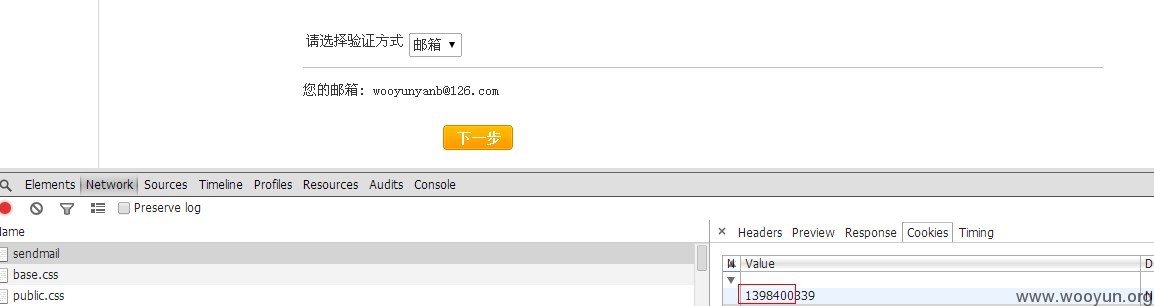 请选择验证方式 邮箱
您的邮箱: wooyunyanb@126.com
下一步
Elements Network Sources Timeline Profiles Resources Audits Console
Preserve log
Name
× Headers Preview Response Cookies Timing
sendmail
Value D
base.css
public.css
1398400339
www.wooyun.org